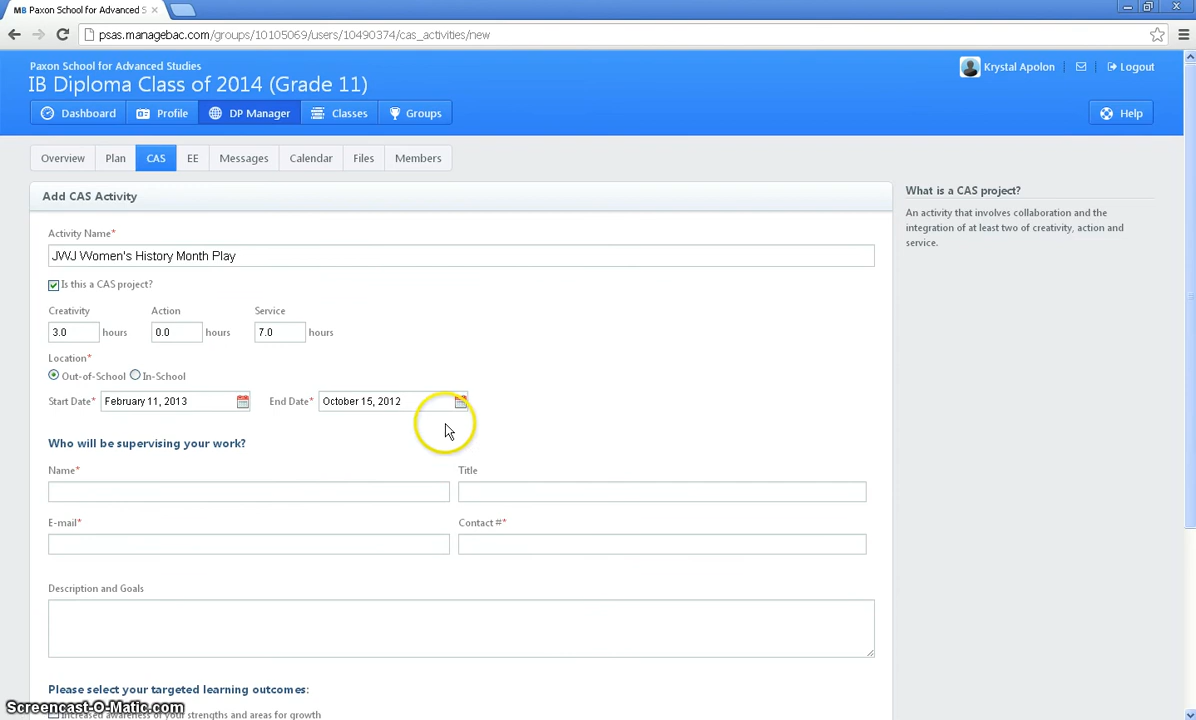 MB Paxon School for Advanced S
psas.managebac.com/groups/10105069/users/10490374/cas_activities/new
Paxon School for Advanced Studies
IB Diploma Class of 2014 (Grade 11)
Krystal Apolon Logout
Dashboard Profile DP Manager Classes Groups Help
Overview Plan CAS EE Messages Calendar Files Members
Add CAS Activity
What is a CAS project?
An activity that involves collaboration and the
integration of at least two of creativity, action and
service.
Activity Name*
JWJ Women's History Month Play
Is this a CAS project?
Creativity Action Service
3.0 hours 0.0 hours 7.0 hours
Location*
Out-of-School In-School
Start Date* February 11, 2013 End Date* October 15, 2012
Who will be supervising your work?
Name* Title
E-mail* Contact #*
Description and Goals
Please select your targeted learning outcomes:
Increased awareness of your strengths and areas for growth
Screencast-O-Matic.com